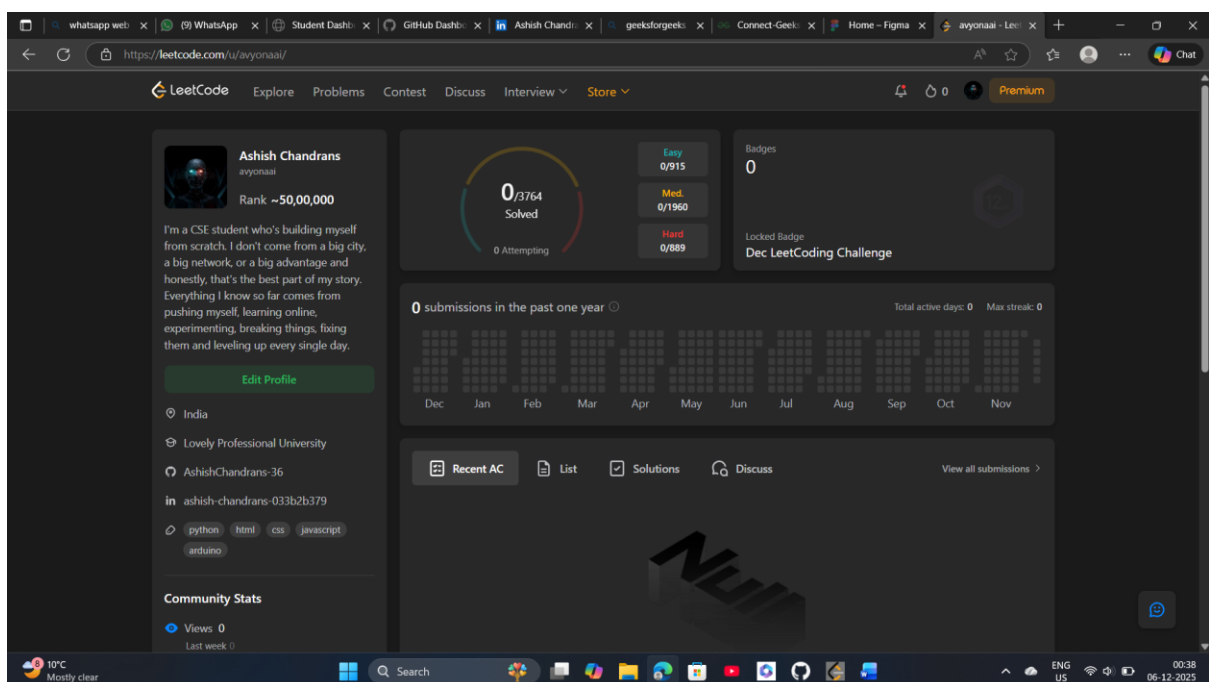 whatsapp web
(9) WhatsApp
Student Dashb
GitHub Dashb
Ashish Chandra
geeksforgeeks
Connect-Geeks
Home – Figma
avyonaai - Leet
https://leetcode.com/u/avyonaai/
Chat
LeetCode Explore Problems Contest Discuss Interview Store
0
Premium
Ashish Chandrans
avyonaai
Rank ~50,00,000
I'm a CSE student who's building myself
from scratch. I don't come from a big city,
a big network, or a big advantage and
honestly, that's the best part of my story.
Everything I know so far comes from
pushing myself, learning online,
experimenting, breaking things, fixing
them and leveling up every single day.
Edit Profile
India
Lovely Professional University
AshishChandrans-36
in ashish-chandrans-033b2b379
python html css javascript
arduino
Community Stats
Views 0
Last week 0
0/3764
Solved
0 Attempting
Easy
0/915
Med.
0/1960
Hard
0/889
Badges
0
Locked Badge
Dec LeetCoding Challenge
0 submissions in the past one year
Total active days: 0 Max streak: 0
Dec Jan Feb Mar Apr May Jun Jul Aug Sep Oct Nov
Recent AC List Solutions Discuss
View all submissions >
Null
8
10°C
Mostly clear
Search
ENG
US
00:38
06-12-2025